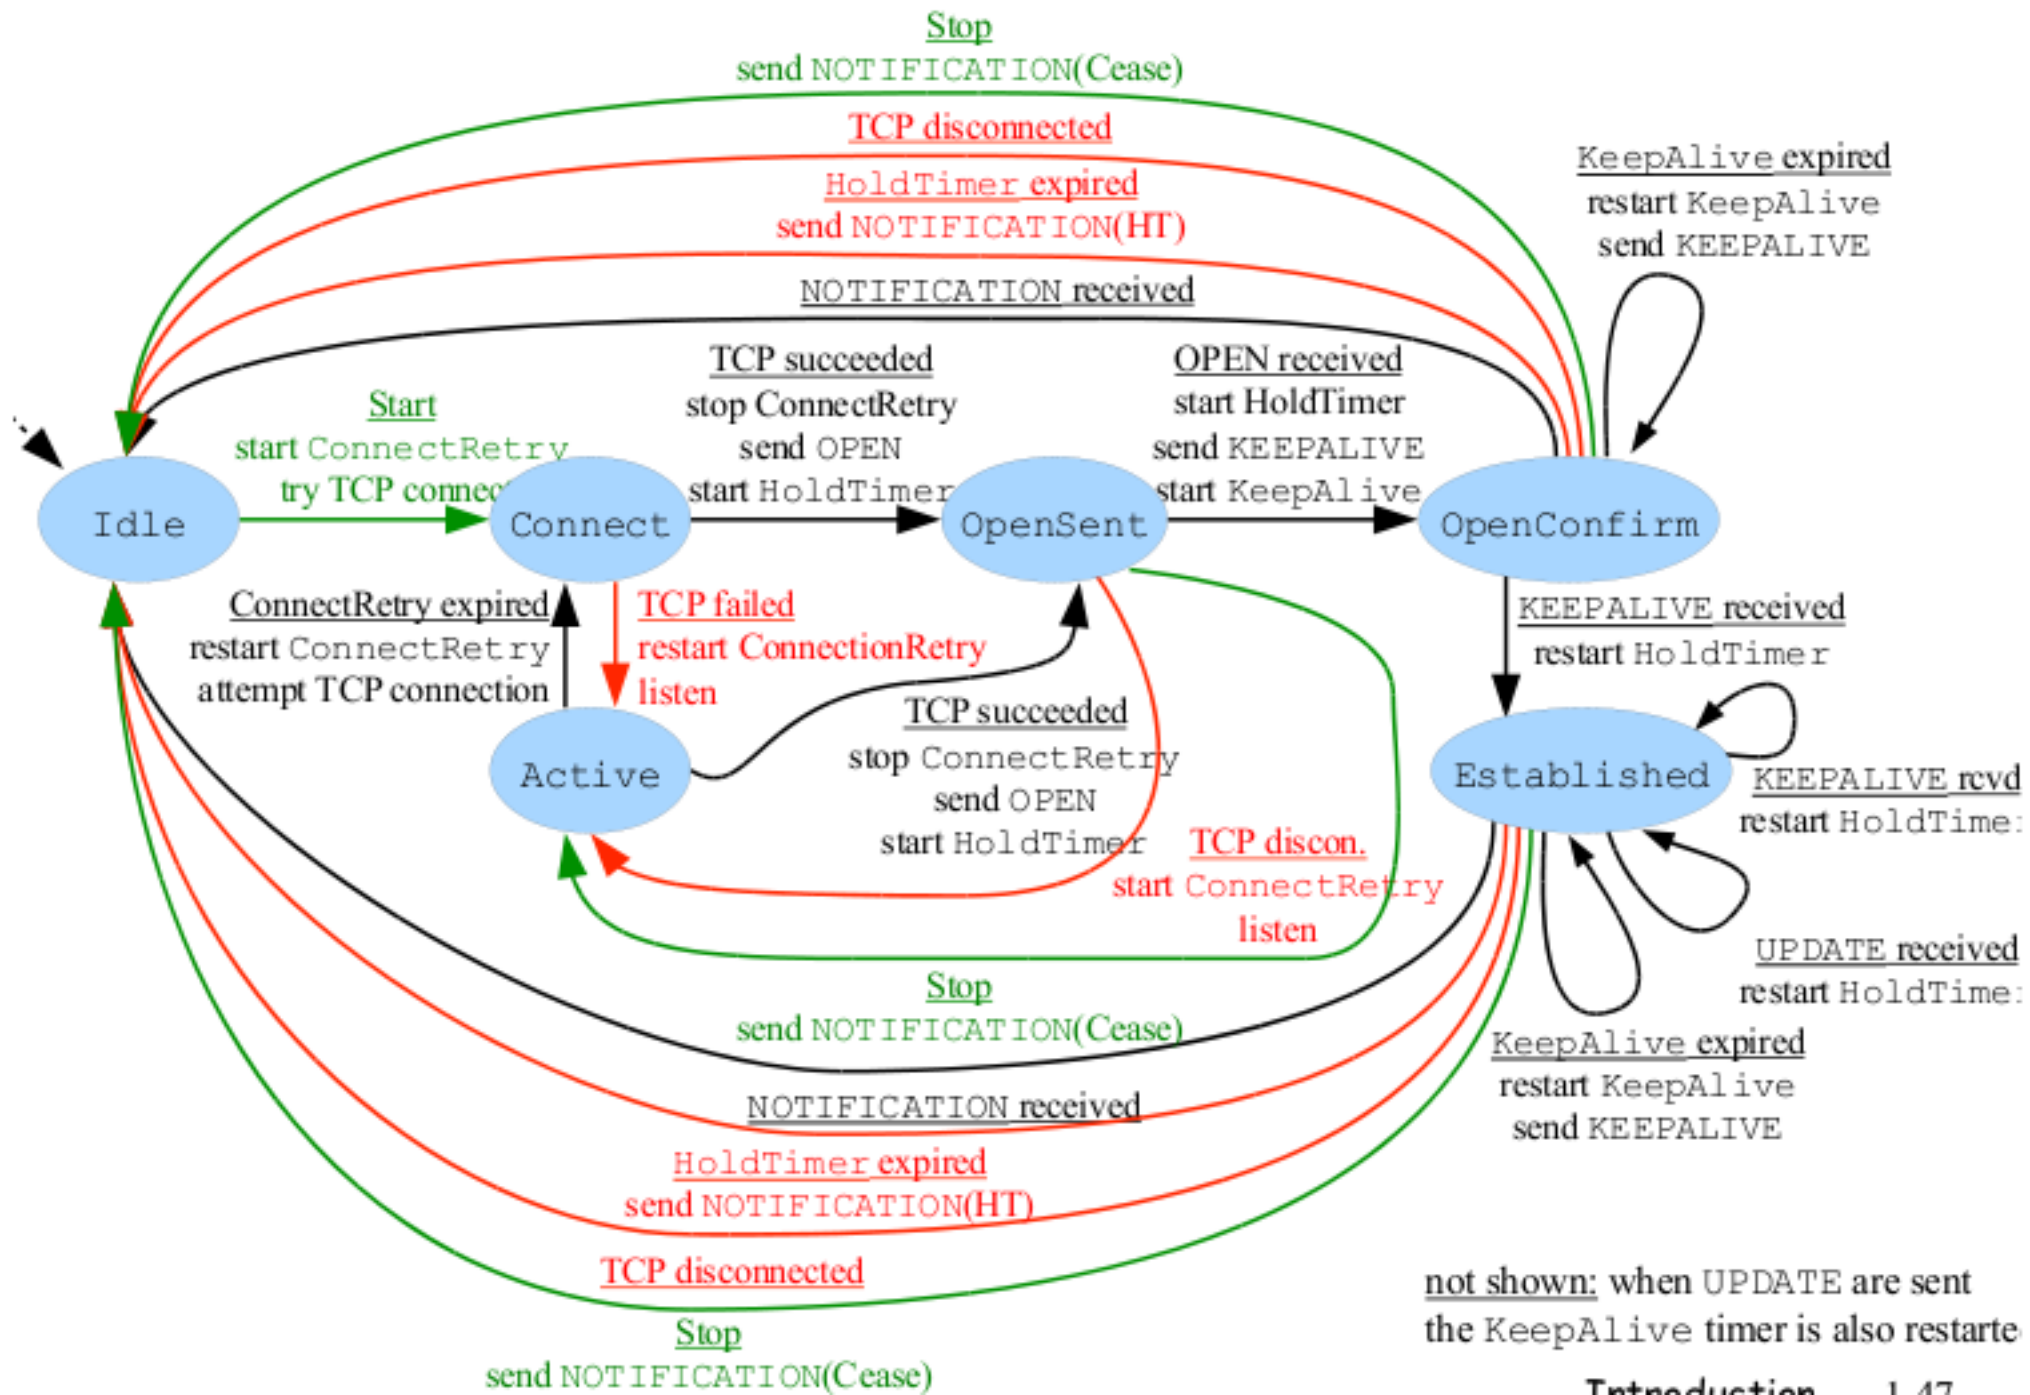 Stop
send NOTIFICATION(Cease)
TCP disconnected
HoldTimer expired
send NOTIFICATION(HT)
NOTIFICATION received
KeepAlive expired
restart KeepAlive
send KEEPALIVE
Start
start ConnectRetry
try TCP connect
TCP succeeded
stop ConnectRetry
send OPEN
start HoldTimer
OPEN received
start HoldTimer
send KEEPALIVE
start KeepAlive
Idle
Connect
OpenSent
OpenConfirm
ConnectRetry expired
restart ConnectRetry
attempt TCP connection
TCP failed
restart ConnectionRetry
listen
KEEPALIVE received
restart HoldTimer
Active
TCP succeeded
stop ConnectRetry
send OPEN
start HoldTimer
Established
KEEPALIVE rcvd
restart HoldTime
TCP discon.
start ConnectRetry
listen
UPDATE received
restart HoldTime
Stop
send NOTIFICATION(Cease)
KeepAlive expired
restart KeepAlive
send KEEPALIVE
NOTIFICATION received
HoldTimer expired
send NOTIFICATION(HT)
TCP disconnected
Stop
send NOTIFICATION(Cease)
not shown: when UPDATE are sent
the KeepAlive timer is also restarte
Introduction 1-47